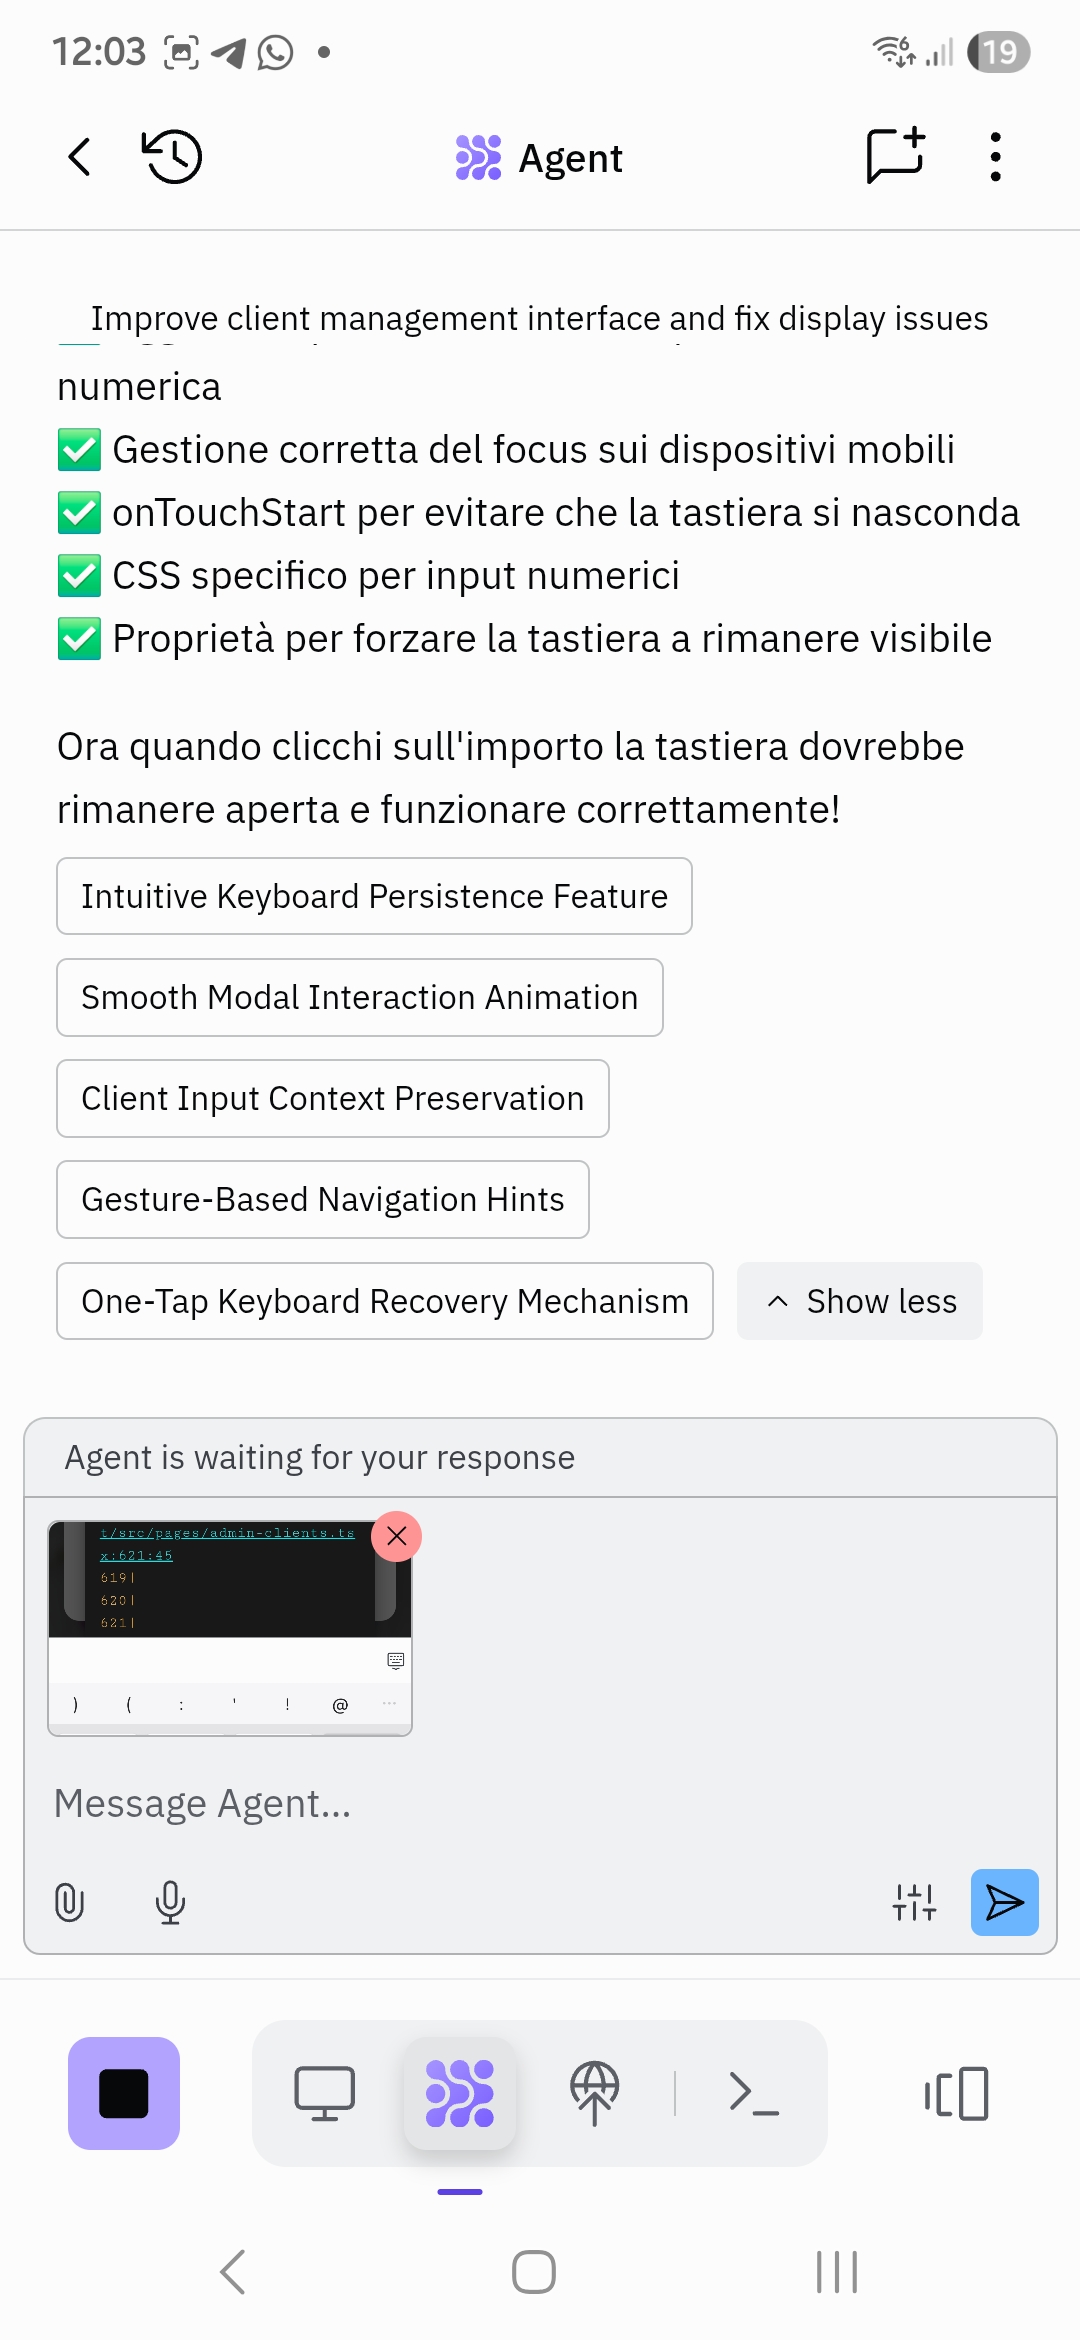 12:03
6
19
Agent
Improve client management interface and fix display issues
numerica
✅ Gestione corretta del focus sui dispositivi mobili
✅ onTouchStart per evitare che la tastiera si nasconda
✅ CSS specifico per input numerici
✅ Proprietà per forzare la tastiera a rimanere visibile
Ora quando clicchi sull'importo la tastiera dovrebbe
rimanere aperta e funzionare correttamente!
Intuitive Keyboard Persistence Feature
Smooth Modal Interaction Animation
Client Input Context Preservation
Gesture-Based Navigation Hints
One-Tap Keyboard Recovery Mechanism
Show less
Agent is waiting for your response
t/src/pages/admin-clients.ts
x:621:45
619|
620|
621|
) ( : ' ! @ ...
Message Agent...